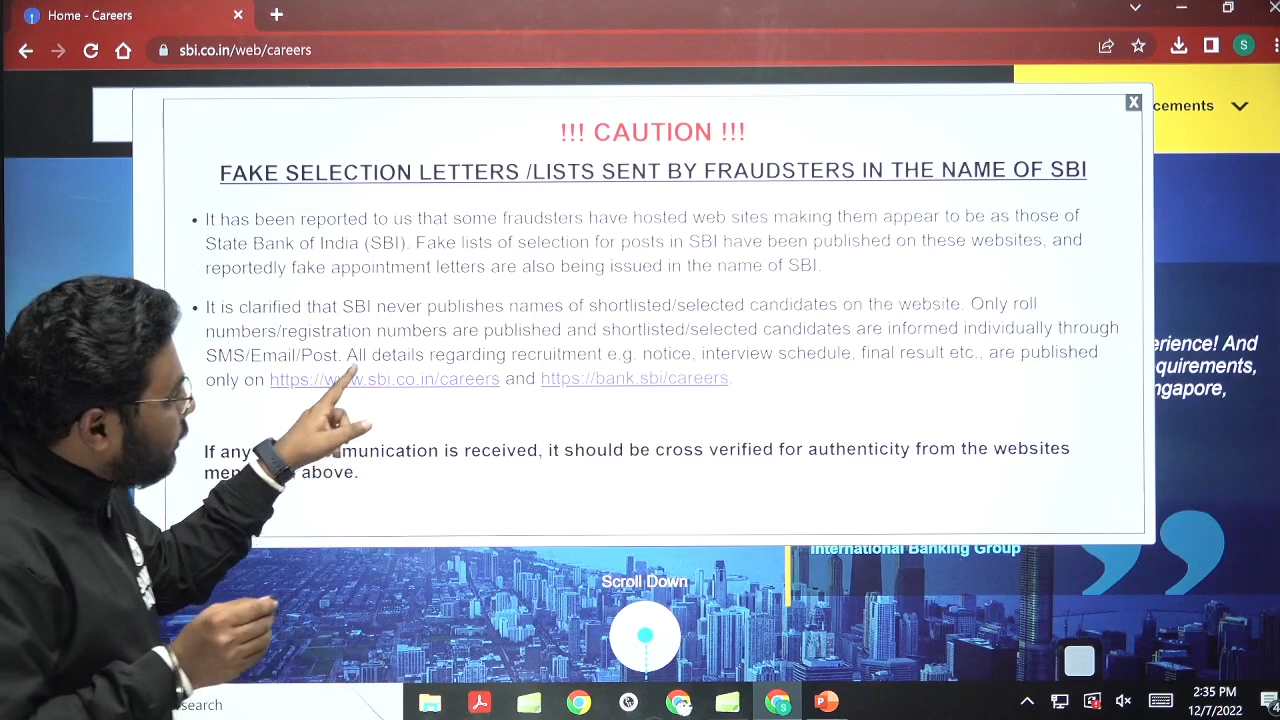 Home - Careers
sbi.co.in/web/careers
S
cements
X
!!! CAUTION !!!
FAKE SELECTION LETTERS /LISTS SENT BY FRAUDSTERS IN THE NAME OF SBI
• It has been reported to us that some fraudsters have hosted web sites making them appear to be as those of
State Bank of India (SBI). Fake lists of selection for posts in SBI have been published on these websites, and
reportedly fake appointment letters are also being issued in the name of SBI.
• It is clarified that SBI never publishes names of shortlisted/selected candidates on the website. Only roll
numbers/registration numbers are published and shortlisted/selected candidates are informed individually through
SMS/Email/Post. All details regarding recruitment e.g. notice, interview schedule, final result etc., are published
only on https://www.sbi.co.in/careers and https://bank.sbi/careers.
If any munication is received, it should be cross verified for authenticity from the websites
above.
erience! And
quirements,
ngapore,
International Banking Group
Scroll Down
search
2:35 PM
12/7/2022